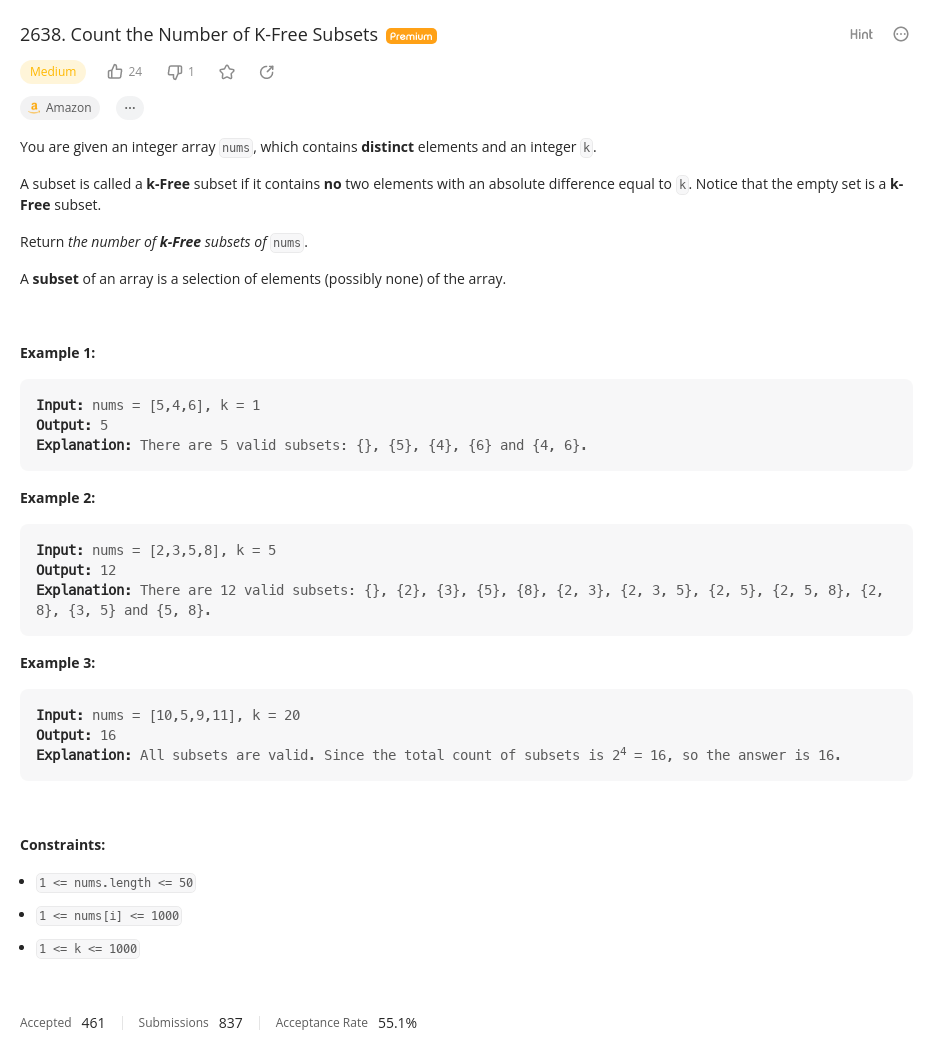 2638. Count the Number of K-Free Subsets Premium Hint
Medium 24 1
a Amazon ...
You are given an integer array nums, which contains distinct elements and an integer k.
A subset is called a k-Free subset if it contains no two elements with an absolute difference equal to k. Notice that the empty set is a k-
Free subset.
Return the number of k-Free subsets of nums.
A subset of an array is a selection of elements (possibly none) of the array.
Example 1:
Input: nums = [5,4,6], k = 1
Output: 5
Explanation: There are 5 valid subsets: {}, {5}, {4}, {6} and {4, 6}.
Example 2:
Input: nums = [2,3,5,8], k = 5
Output: 12
Explanation: There are 12 valid subsets: {}, {2}, {3}, {5}, {8}, {2, 3}, {2, 3, 5}, {2, 5}, {2, 5, 8}, {2,
8}, {3, 5} and {5, 8}.
Example 3:
Input: nums = [10,5,9,11], k = 20
Output: 16
Explanation: All subsets are valid. Since the total count of subsets is 2⁴ = 16, so the answer is 16.
Constraints:
• 1 <= nums.length <= 50
• 1 <= nums[i] <= 1000
• 1 <= k <= 1000
Accepted 461 Submissions 837 Acceptance Rate 55.1%